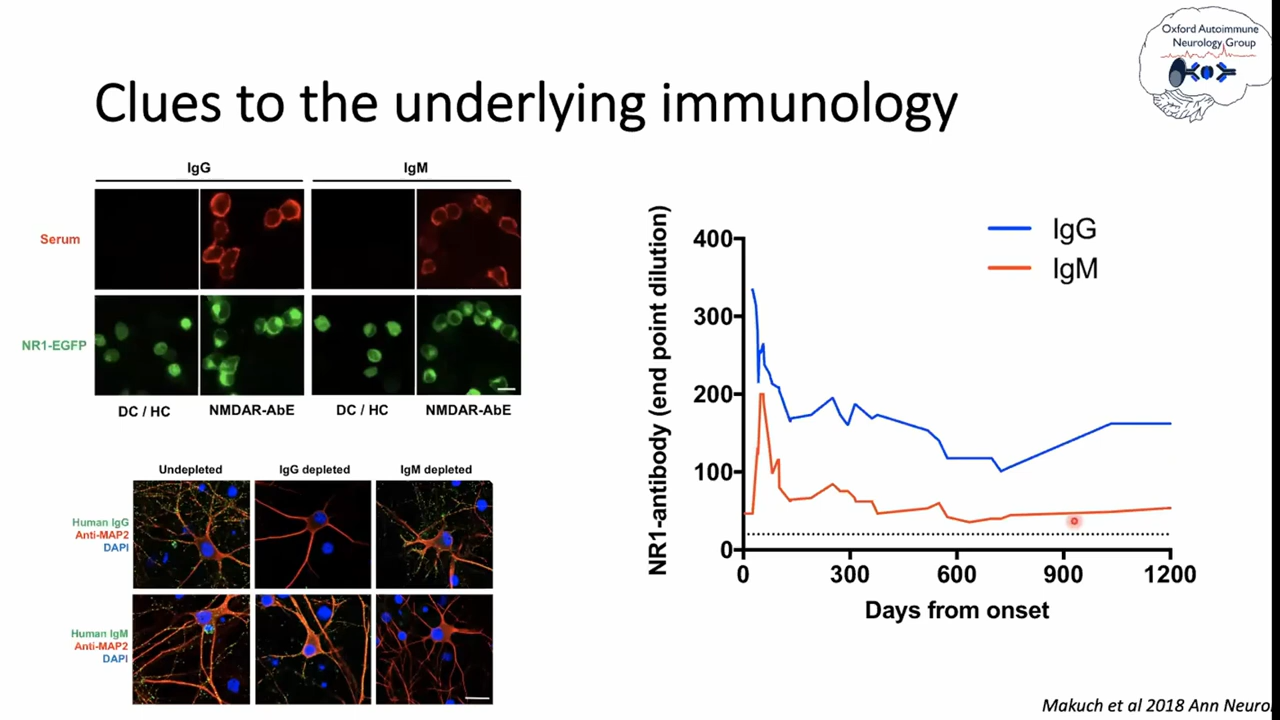 Oxford Autoimmune
Neurology Group
Clues to the underlying immunology
IgG IgM
Serum
NR1-EGFP
DC / HC NMDAR-AbE DC / HC NMDAR-AbE
Undepleted IgG depleted IgM depleted
Human IgG
Anti-MAP2
DAPI
Human IgM
Anti-MAP2
DAPI
NR1-antibody (end point dilution)
400
300
200
100
0
IgG
IgM
0 300 600 900 1200
Days from onset
Makuch et al 2018 Ann Neurol